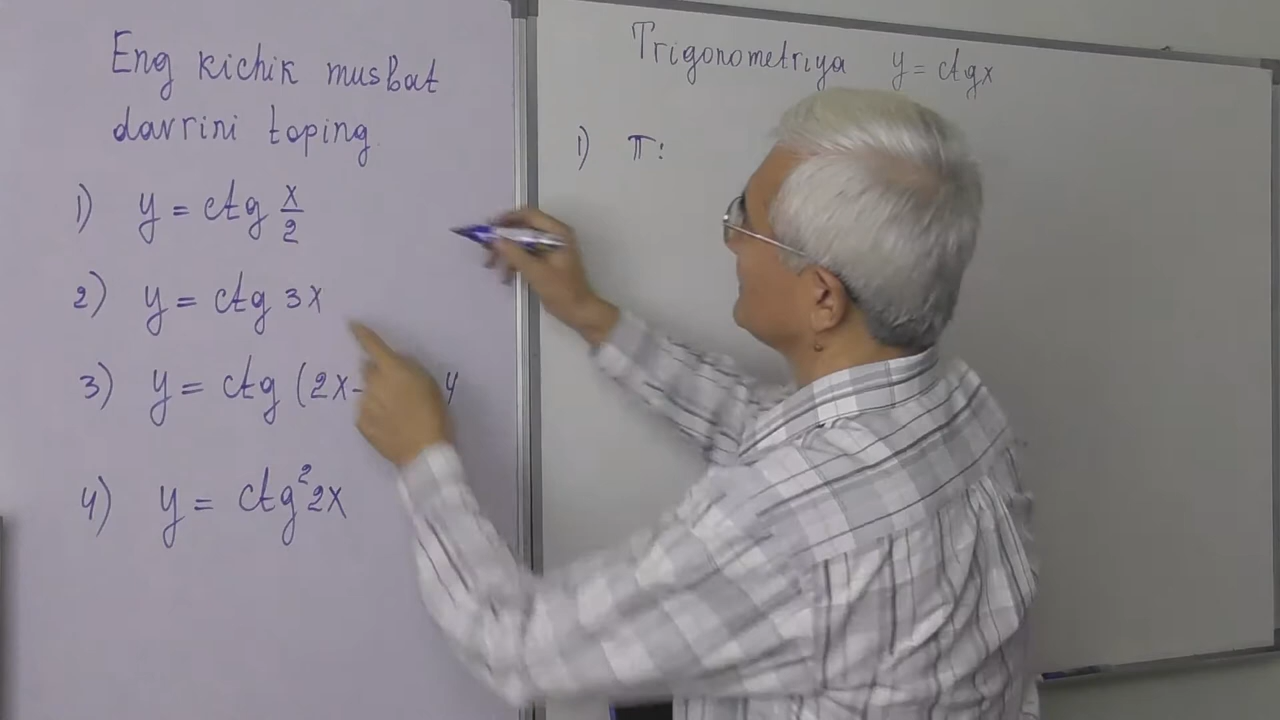 Eng kichik musbat
davrini toping.
1) y = ctg x/2
2) y = ctg 3x
3) y = ctg (2x- y
4) y = ctg²2x
Trigonometriya y = ctgx
1) π: